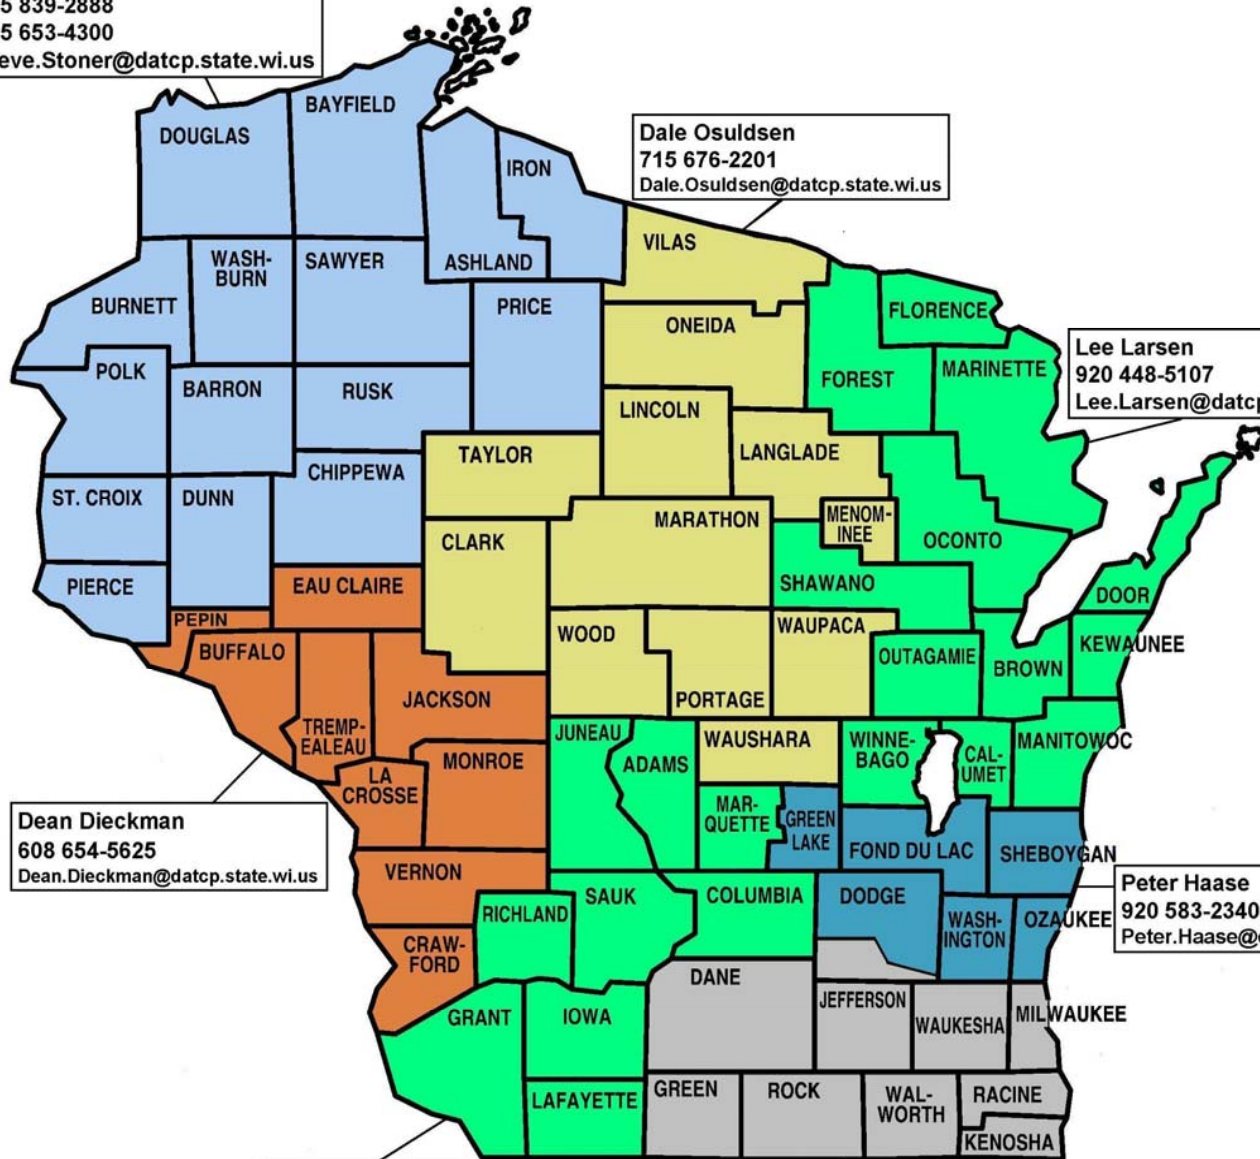 5 839-2888
5 653-4300
eve.Stoner@datcp.state.wi.us
BAYFIELD
DOUGLAS
Dale Osuldsen
715 676-2201
Dale.Osuldsen@datcp.state.wi.us
IRON
VILAS
WASH-
BURN
SAWYER
ASHLAND
BURNETT
PRICE
FLORENCE
ONEIDA
Lee Larsen
920 448-5107
Lee.Larsen@datcp
POLK
BARRON
RUSK
FOREST
MARINETTE
LINCOLN
TAYLOR
LANGLADE
CHIPPEWA
ST. CROIX
DUNN
MARATHON
MENOM-
INEE
CLARK
OCONTO
PIERCE
EAU CLAIRE
SHAWANO
DOOR
PEPIN
WOOD
WAUPACA
BUFFALO
OUTAGAMIE
BROWN
KEWAUNEE
JACKSON
PORTAGE
TREMP-
EALEAU
JUNEAU
WAUSHARA
WINNE-
BAGO
MANITOWOC
ADAMS
CAL-
UMET
MONROE
LA
CROSSE
MAR-
QUETTE
GREEN
LAKE
Dean Dieckman
608 654-5625
Dean.Dieckman@datcp.state.wi.us
FOND DU LAC
SHEBOYGAN
VERNON
Peter Haase
920 583-2340
Peter.Haase@
SAUK
COLUMBIA
DODGE
RICHLAND
WASH-
INGTON
OZAUKEE
CRAW-
FORD
DANE
JEFFERSON
GRANT
IOWA
WAUKESHA
MILWAUKEE
LAFAYETTE
GREEN
ROCK
WAL-
WORTH
RACINE
KENOSHA